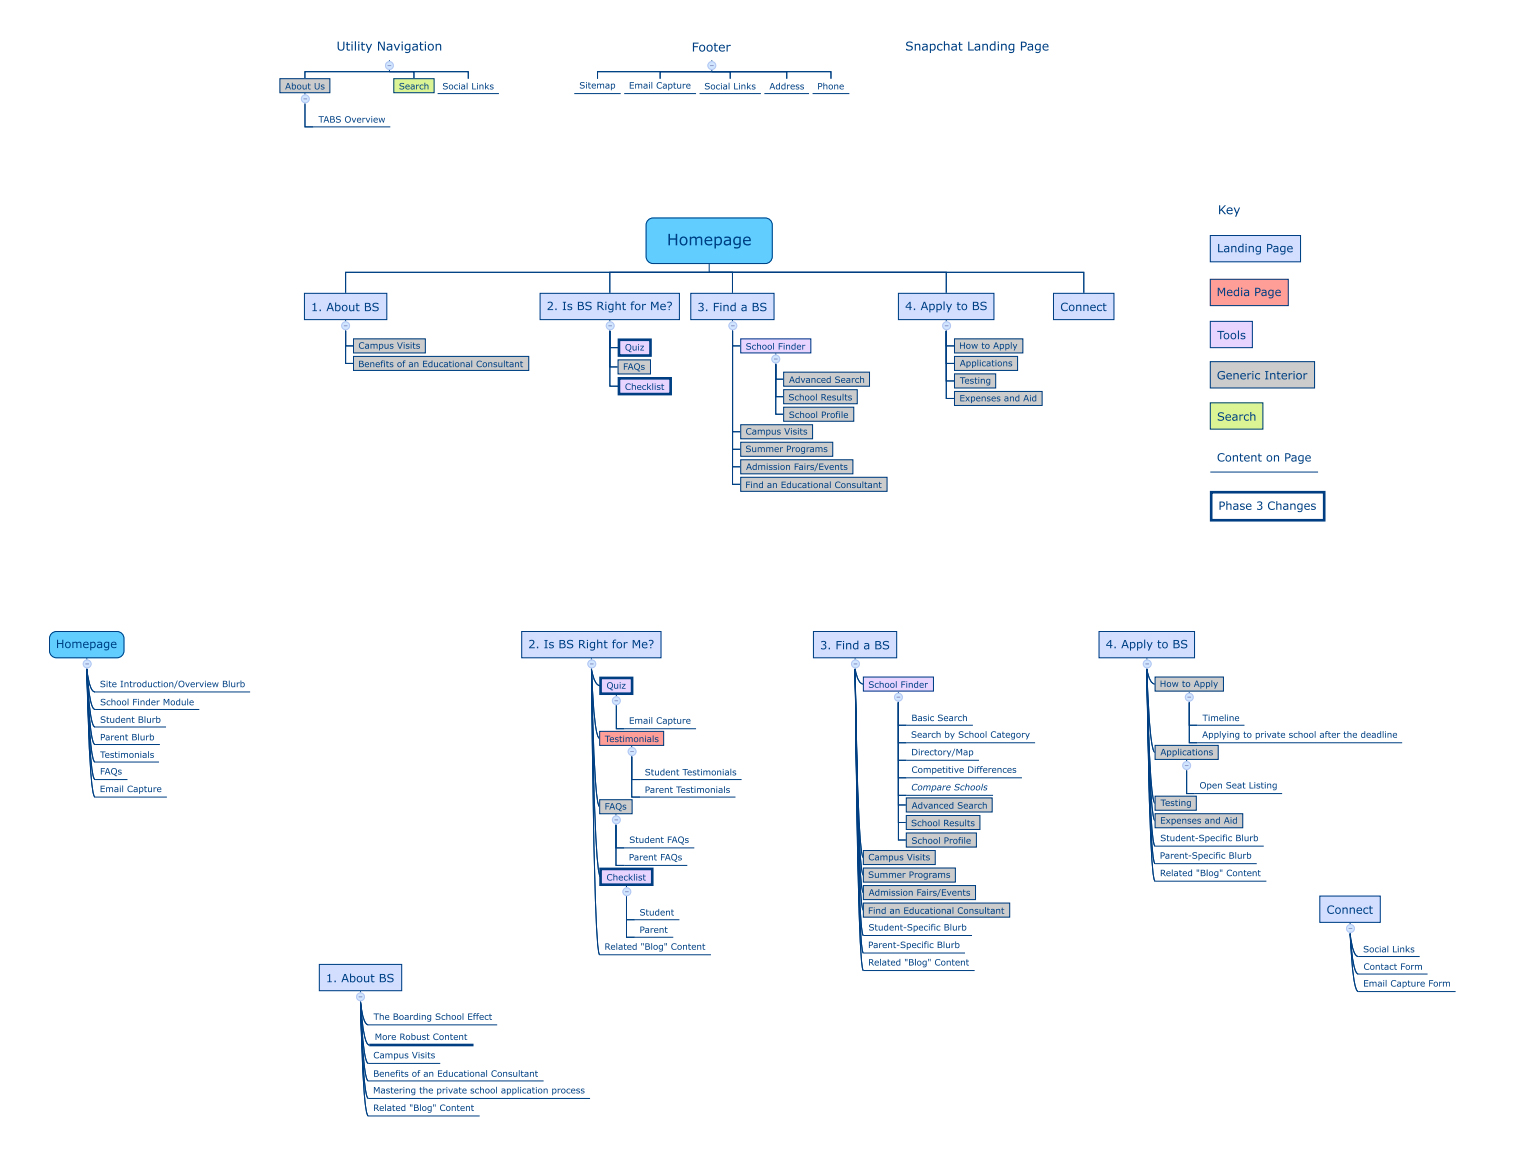 Utility Navigation
About Us
Search
Social Links
TABS Overview
Footer
Sitemap
Email Capture
Social Links
Address
Phone
Snapchat Landing Page
Homepage
1. About BS
Campus Visits
Benefits of an Educational Consultant
2. Is BS Right for Me?
Quiz
FAQs
Checklist
3. Find a BS
School Finder
Advanced Search
School Results
School Profile
Campus Visits
Summer Programs
Admission Fairs/Events
Find an Educational Consultant
4. Apply to BS
How to Apply
Applications
Testing
Expenses and Aid
Connect
Key
Landing Page
Media Page
Tools
Generic Interior
Search
Content on Page
Phase 3 Changes
Homepage
Site Introduction/Overview Blurb
School Finder Module
Student Blurb
Parent Blurb
Testimonials
FAQs
Email Capture
1. About BS
The Boarding School Effect
More Robust Content
Campus Visits
Benefits of an Educational Consultant
Mastering the private school application process
Related "Blog" Content
2. Is BS Right for Me?
Quiz
Email Capture
Testimonials
Student Testimonials
Parent Testimonials
FAQs
Student FAQs
Parent FAQs
Checklist
Student
Parent
Related "Blog" Content
3. Find a BS
School Finder
Basic Search
Search by School Category
Directory/Map
Competitive Differences
Compare Schools
Advanced Search
School Results
School Profile
Campus Visits
Summer Programs
Admission Fairs/Events
Find an Educational Consultant
Student-Specific Blurb
Parent-Specific Blurb
Related "Blog" Content
4. Apply to BS
How to Apply
Timeline
Applying to private school after the deadline
Applications
Open Seat Listing
Testing
Expenses and Aid
Student-Specific Blurb
Parent-Specific Blurb
Related "Blog" Content
Connect
Social Links
Contact Form
Email Capture Form